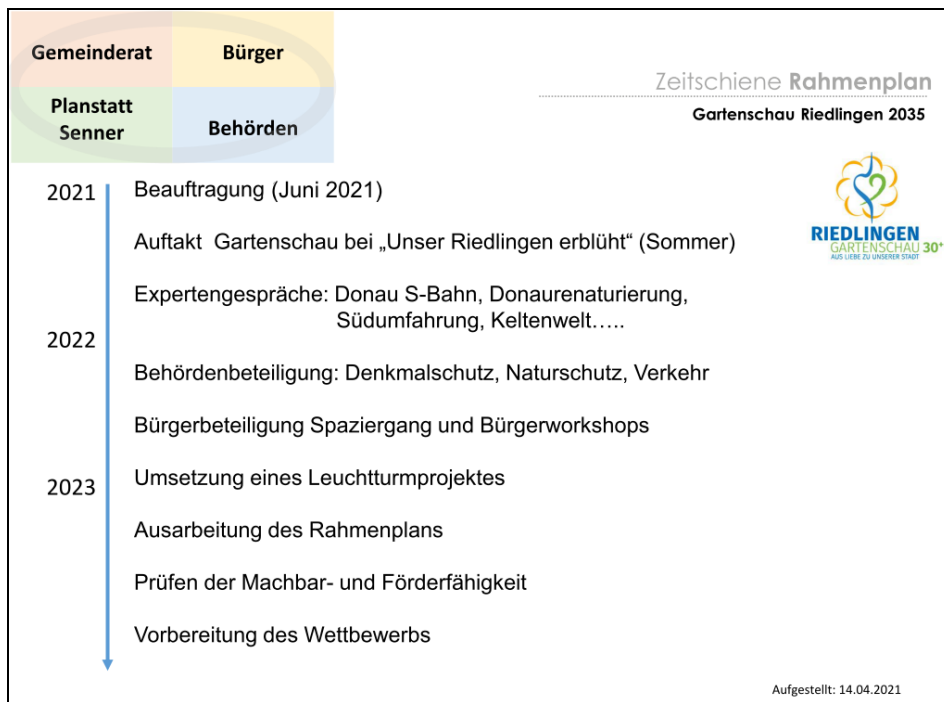 Gemeinderat
Bürger
Planstatt
Senner
Behörden
Zeitschiene Rahmenplan
Gartenschau Riedlingen 2035
RIEDLINGEN
GARTENSCHAU 30+
AUS LIEBE ZU UNSERER STADT
2021
Beauftragung (Juni 2021)
Auftakt Gartenschau bei „Unser Riedlingen erblüht“ (Sommer)
Expertengespräche: Donau S-Bahn, Donaurenaturierung,
Südumfahrung, Keltenwelt…..
2022
Behördenbeteiligung: Denkmalschutz, Naturschutz, Verkehr
Bürgerbeteiligung Spaziergang und Bürgerworkshops
2023
Umsetzung eines Leuchtturmprojektes
Ausarbeitung des Rahmenplans
Prüfen der Machbar- und Förderfähigkeit
Vorbereitung des Wettbewerbs
Aufgestellt: 14.04.2021